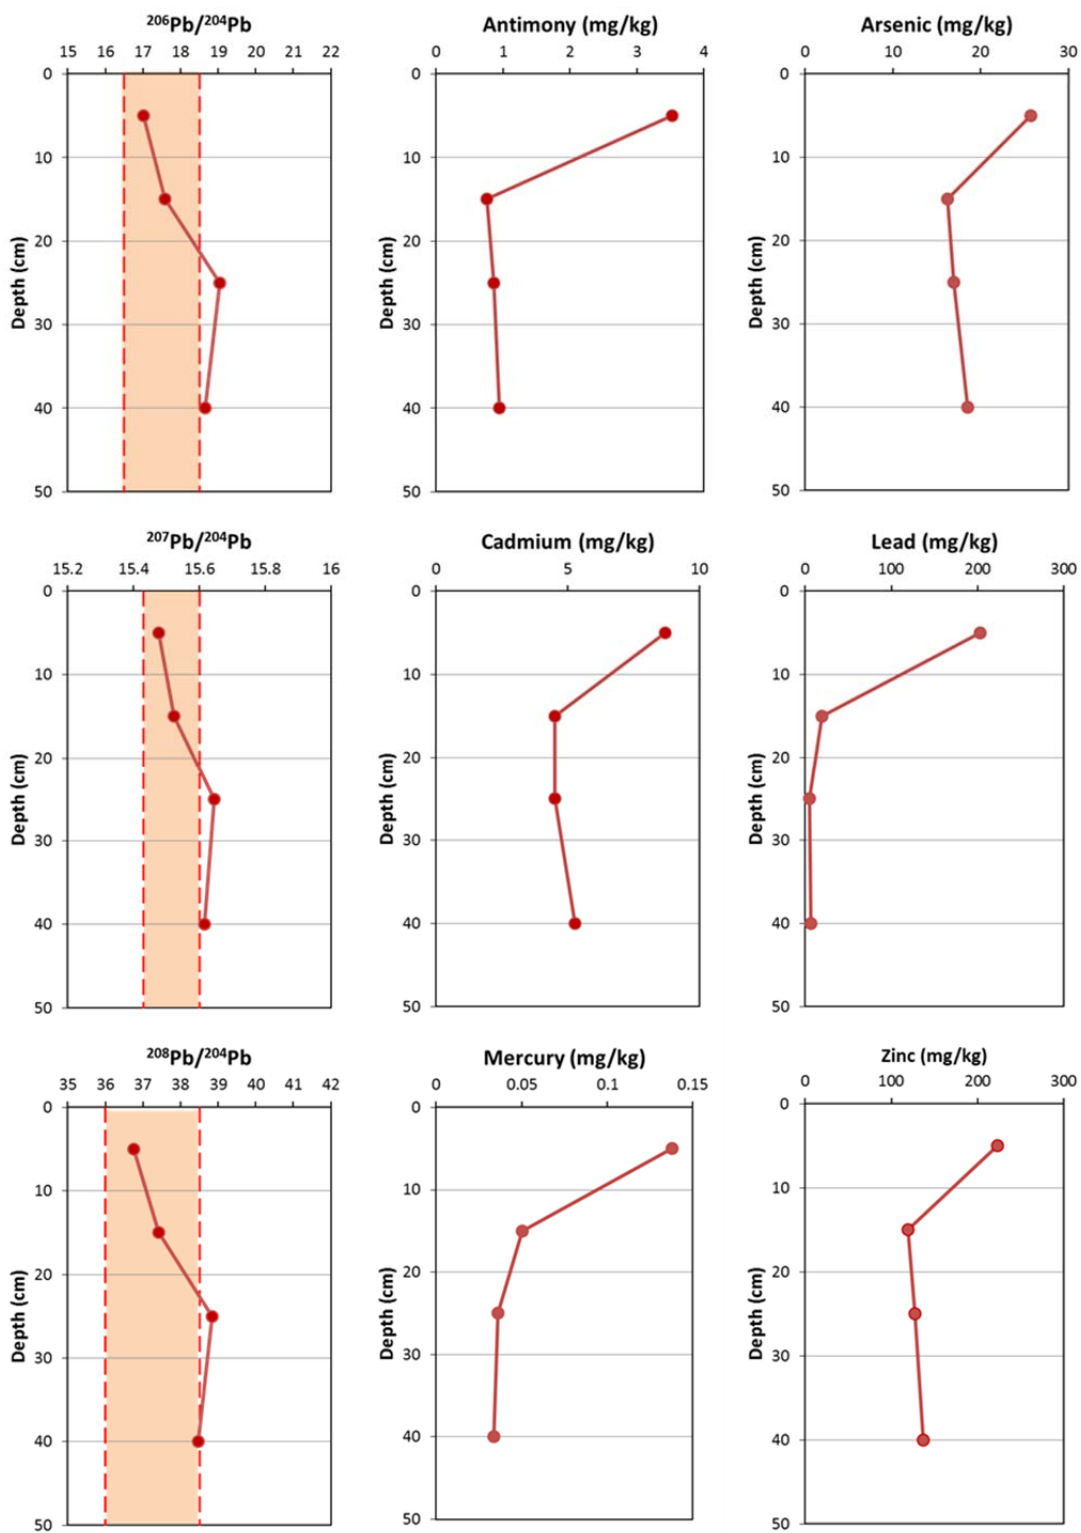 ²⁰⁶Pb/²⁰⁴Pb
15 16 17 18 19 20 21 22
0
10
20
30
40
50
Depth (cm)
Antimony (mg/kg)
0 1 2 3 4
0
10
20
30
40
50
Depth (cm)
Arsenic (mg/kg)
0 10 20 30
0
10
20
30
40
50
Depth (cm)
²⁰⁷Pb/²⁰⁴Pb
15.2 15.4 15.6 15.8 16
0
10
20
30
40
50
Depth (cm)
Cadmium (mg/kg)
0 5 10
0
10
20
30
40
50
Depth (cm)
Lead (mg/kg)
0 100 200 300
0
10
20
30
40
50
Depth (cm)
²⁰⁸Pb/²⁰⁴Pb
35 36 37 38 39 40 41 42
0
10
20
30
40
50
Depth (cm)
Mercury (mg/kg)
0 0.05 0.1 0.15
0
10
20
30
40
50
Depth (cm)
Zinc (mg/kg)
0 100 200 300
0
10
20
30
40
50
Depth (cm)